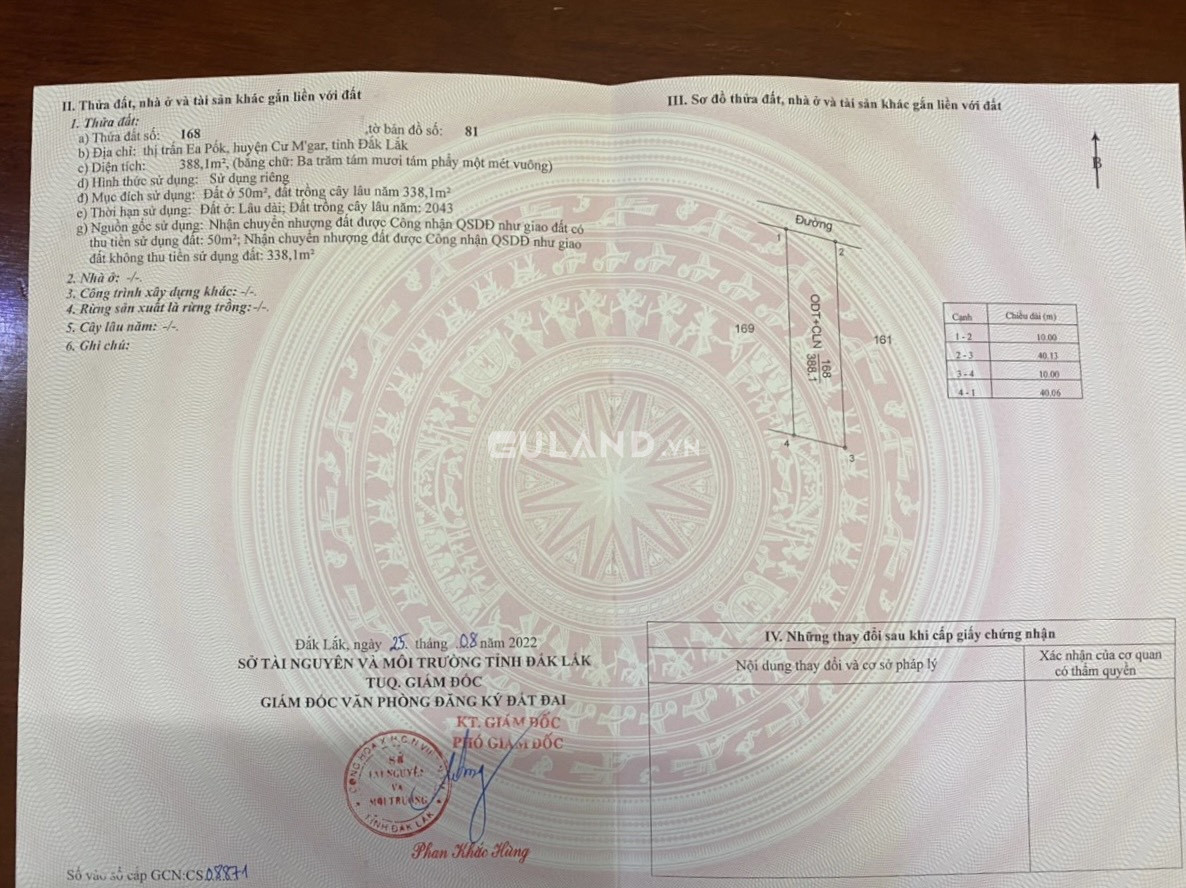 II. Thửa đất, nhà ở và tài sản khác gắn liền với đất
1. Thửa đất:
a) Thửa đất số: 168 ,tờ bản đồ số: 81
b) Địa chỉ: thị trấn Ea Pốk, huyện Cư M'gar, tỉnh Đắk Lắk
c) Diện tích: 388,1m², (bằng chữ: Ba trăm tám mươi tám phẩy một mét vuông)
d) Hình thức sử dụng: Sử dụng riêng
đ) Mục đích sử dụng: Đất ở 50m², đất trồng cây lâu năm 338,1m²
e) Thời hạn sử dụng: Đất ở: Lâu dài; Đất trồng cây lâu năm: 2043
g) Nguồn gốc sử dụng: Nhận chuyển nhượng đất được Công nhận QSDĐ như giao đất có
thu tiền sử dụng đất: 50m²; Nhận chuyển nhượng đất được Công nhận QSDĐ như giao
đất không thu tiền sử dụng đất: 338,1m²
2. Nhà ở: -/-.
3. Công trình xây dựng khác: -/-.
4. Rừng sản xuất là rừng trồng: -/-.
5. Cây lâu năm: -/-.
6. Ghi chú:
Đắk Lắk, ngày 25 tháng 08 năm 2022
SỞ TÀI NGUYÊN VÀ MÔI TRƯỜNG TỈNH ĐẮK LẮK
TUQ. GIÁM ĐỐC
GIÁM ĐỐC VĂN PHÒNG ĐĂNG KÝ ĐẤT ĐAI
KT. GIÁM ĐỐC
PHÓ GIÁM ĐỐC
SỞ
TÀI NGUYÊN
VÀ
MÔI TRƯỜNG
TỈNH ĐẮK LẮK
Phan Khắc Hùng
Số vào sổ cấp GCN:CS.08871
III. Sơ đồ thửa đất, nhà ở và tài sản khác gắn liền với đất
B
Đường
1
2
169
ODT+CLN 168
388.1
161
4
3
Cạnh Chiều dài (m)
1 - 2 10.00
2 - 3 40.13
3 - 4 10.00
4 - 1 40.06
GULAND.VN
IV. Những thay đổi sau khi cấp giấy chứng nhận
Nội dung thay đổi và cơ sở pháp lý
Xác nhận của cơ quan
có thẩm quyền